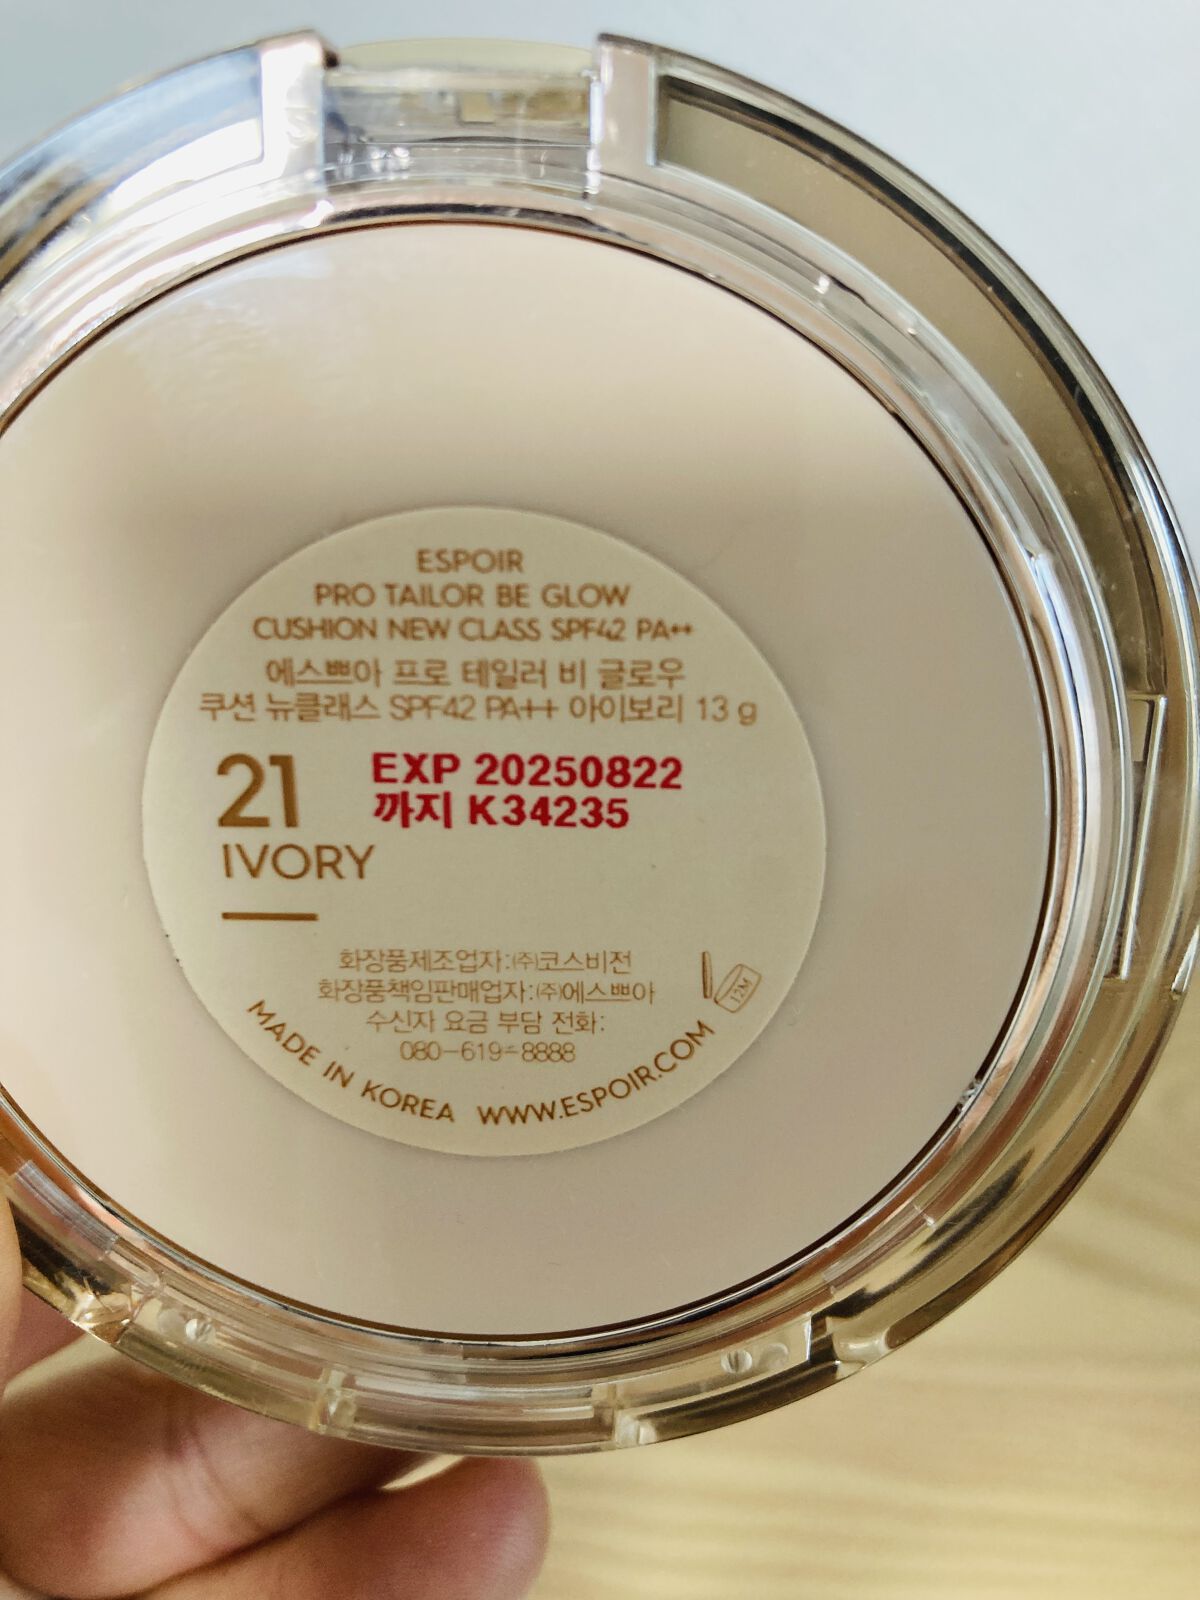 ESPOIR
PRO TAILOR BE GLOW
CUSHION NEW CLASS SPF42 PA++
에스쁘아 프로 테일러 비 글로우
쿠션 뉴클래스 SPF42 PA++ 아이보리 13 g
21
IVORY
EXP 20250822
까지 K34235
화장품제조업자:㈜코스비전
화장품책임판매업자:㈜에스쁘아
수신자 요금 부담 전화:
080-619-8888
12M
MADE IN KOREA WWW.ESPOIR.COM